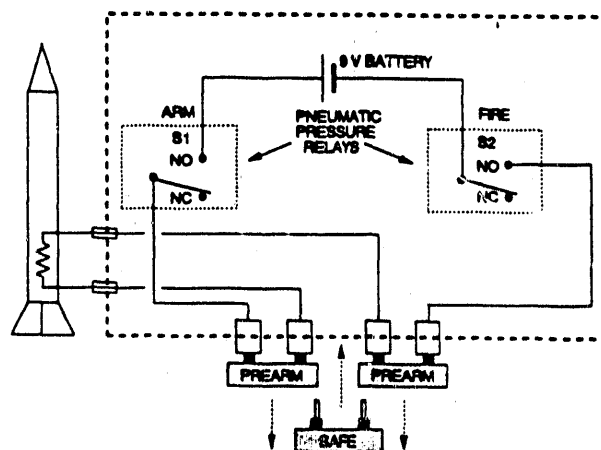 9 V BATTERY
ARM
S1
NO
NC
PNEUMATIC
PRESSURE
RELAYS
FIRE
S2
NO
NC
PREARM
PREARM
SAFE